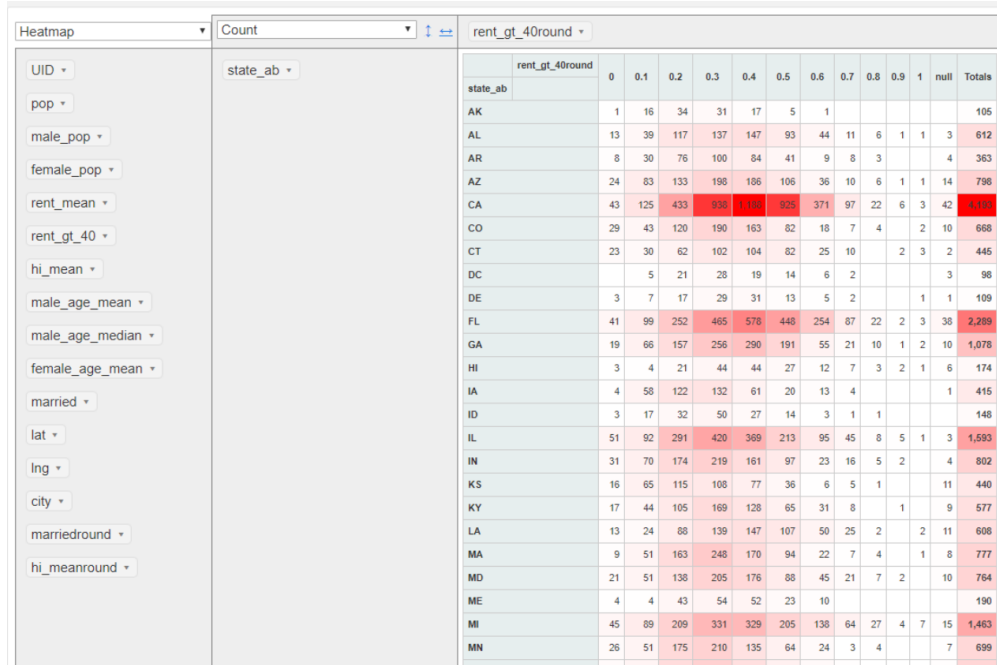 Heatmap Count rent_gt_40round
UID
pop
male_pop
female_pop
rent_mean
rent_gt_40
hi_mean
male_age_mean
male_age_median
female_age_mean
married
lat
lng
city
marriedround
hi_meanround
state_ab
rent_gt_40round 0 0.1 0.2 0.3 0.4 0.5 0.6 0.7 0.8 0.9 1 null Totals
state_ab
AK 1 16 34 31 17 5 1 105
AL 13 39 117 137 147 93 44 11 6 1 1 3 612
AR 8 30 76 100 84 41 9 8 3 4 363
AZ 24 83 133 198 186 106 36 10 6 1 1 14 798
CA 43 125 433 938 1,188 925 371 97 22 6 3 42 4,193
CO 29 43 120 190 163 82 18 7 4 2 10 668
CT 23 30 62 102 104 82 25 10 2 3 2 445
DC 5 21 28 19 14 6 2 3 98
DE 3 7 17 29 31 13 5 2 1 1 109
FL 41 99 252 465 578 448 254 87 22 2 3 38 2,289
GA 19 66 157 256 290 191 55 21 10 1 2 10 1,078
HI 3 4 21 44 44 27 12 7 3 2 1 6 174
IA 4 58 122 132 61 20 13 4 1 415
ID 3 17 32 50 27 14 3 1 1 148
IL 51 92 291 420 369 213 95 45 8 5 1 3 1,593
IN 31 70 174 219 161 97 23 16 5 2 4 802
KS 16 65 115 108 77 36 6 5 1 11 440
KY 17 44 105 169 128 65 31 8 1 9 577
LA 13 24 88 139 147 107 50 25 2 2 11 608
MA 9 51 163 248 170 94 22 7 4 1 8 777
MD 21 51 138 205 176 88 45 21 7 2 10 764
ME 4 4 43 54 52 23 10 190
MI 45 89 209 331 329 205 138 64 27 4 7 15 1,463
MN 26 51 175 210 135 64 24 3 4 7 699